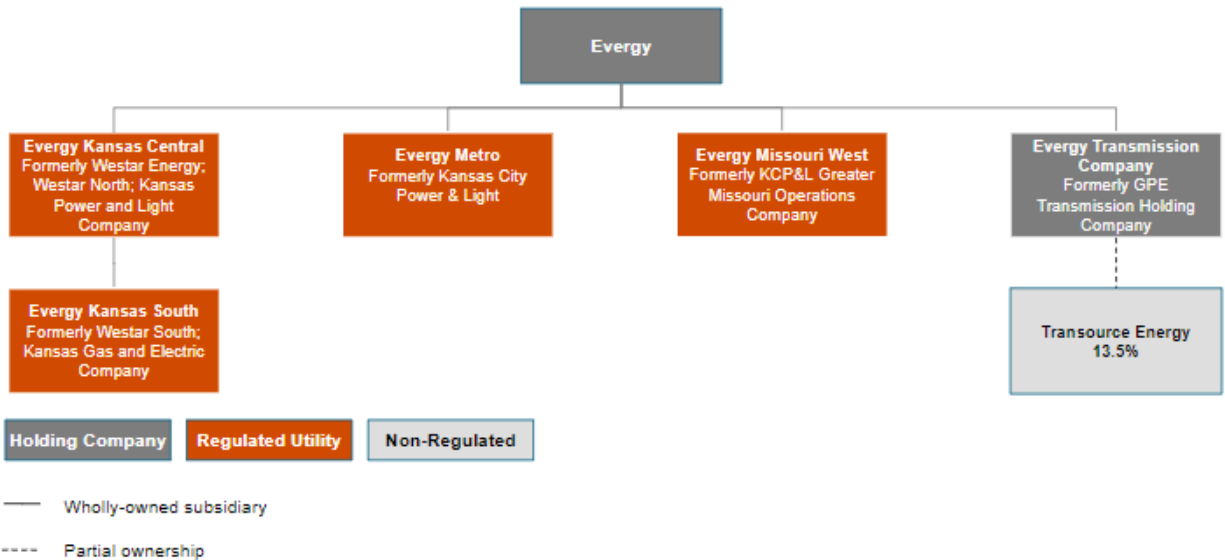 Evergy
Evergy Kansas Central
Formerly Westar Energy;
Westar North; Kansas
Power and Light
Company
Evergy Metro
Formerly Kansas City
Power & Light
Evergy Missouri West
Formerly KCP&L Greater
Missouri Operations
Company
Evergy Transmission
Company
Formerly GPE
Transmission Holding
Company
Evergy Kansas South
Formerly Westar South;
Kansas Gas and Electric
Company
Transource Energy
13.5%
Holding Company
Regulated Utility
Non-Regulated
Wholly-owned subsidiary
Partial ownership